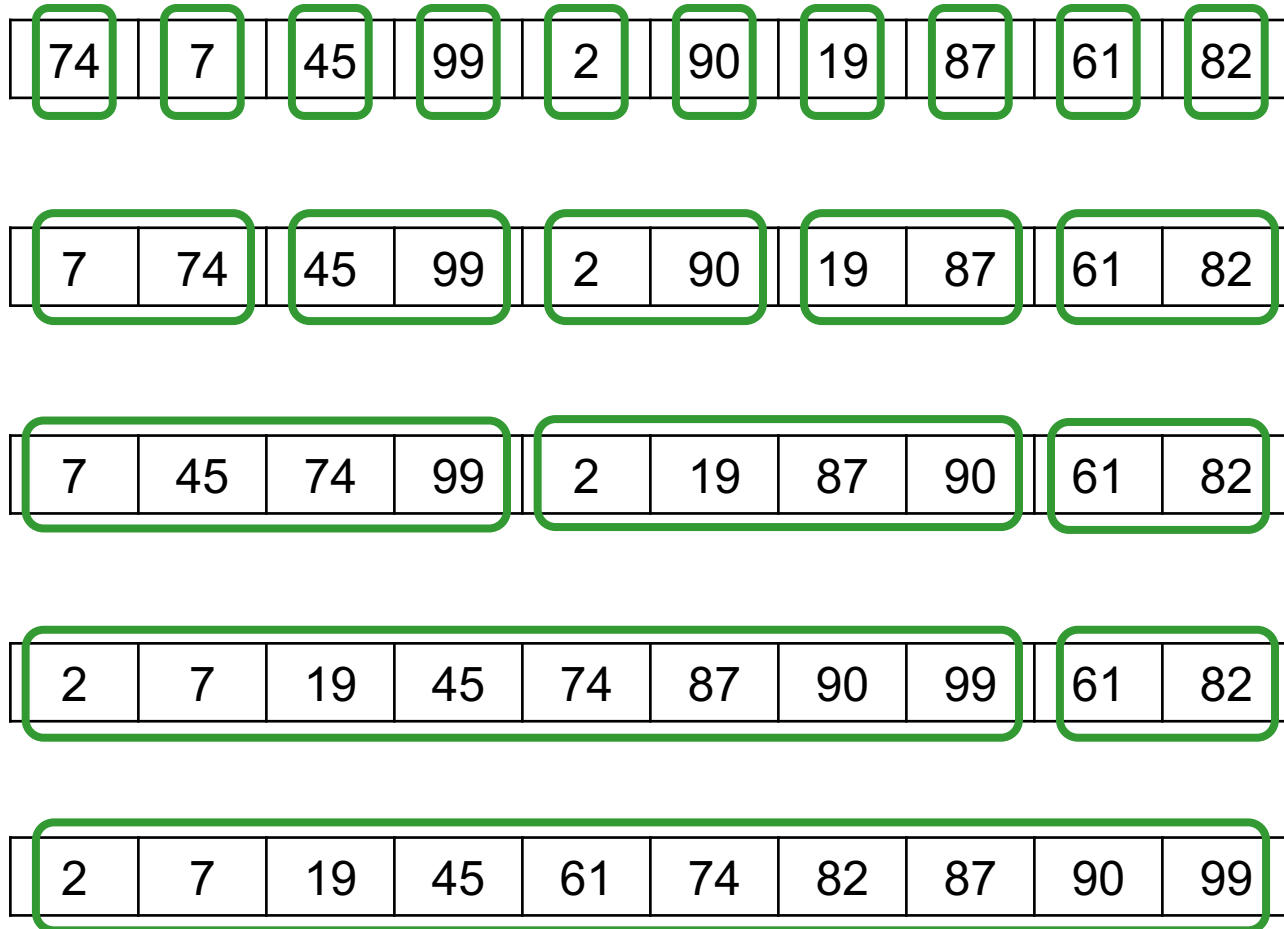 74 7 45 99 2 90 19 87 61 82
7 74 45 99 2 90 19 87 61 82
7 45 74 99 2 19 87 90 61 82
2 7 19 45 74 87 90 99 61 82
2 7 19 45 61 74 82 87 90 99